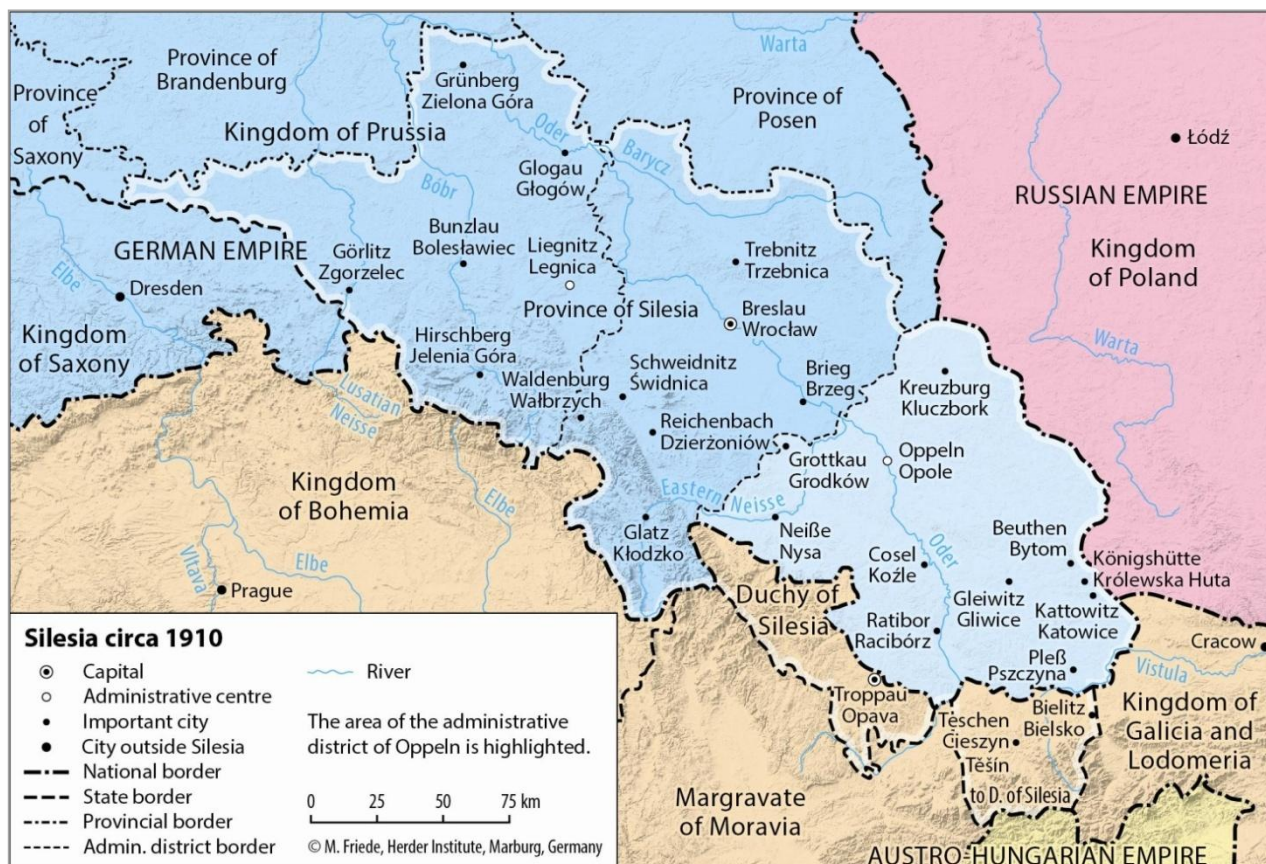 Warta
Province of
Brandenburg
Province
of
Saxony
Grünberg
Zielona Góra
Province of
Posen
Kingdom of Prussia
Oder
Barycz
Łódź
Glogau
Głogów
Bóbr
RUSSIAN EMPIRE
Kingdom
of Poland
Bunzlau
Bolesławiec
Liegnitz
Legnica
Trebnitz
Trzebnica
GERMAN EMPIRE
Görlitz
Zgorzelec
Elbe
Dresden
Province of Silesia
Breslau
Wrocław
Kingdom
of Saxony
Hirschberg
Jelenia Góra
Schweidnitz
Świdnica
Warta
Lusatian
Neisse
Waldenburg
Wałbrzych
Brieg
Brzeg
Kreuzburg
Kluczbork
Reichenbach
Dzierżoniów
Grottkau
Grodków
Oppeln
Opole
Kingdom
of Bohemia
Elbe
Eastern Neisse
Glatz
Kłodzko
Neiße
Nysa
Oder
Beuthen
Bytom
Vltava
Elbe
Cosel
Koźle
Königshütte
Królewska Huta
Prague
Duchy of
Silesia
Gleiwitz
Gliwice
Kattowitz
Katowice
Ratibor
Racibórz
Cracow
Pleß
Pszczyna
Vistula
Troppau
Opava
Teschen
Cieszyn
Těšín
Bielitz
Bielsko
Kingdom of
Galicia and
Lodomeria
to D. of Silesia
Margravate
of Moravia
AUSTRO-HUNGARIAN EMPIRE
Silesia circa 1910
Capital
Administrative centre
Important city
City outside Silesia
National border
State border
Provincial border
Admin. district border
River
The area of the administrative
district of Oppeln is highlighted.
0 25 50 75 km
© M. Friede, Herder Institute, Marburg, Germany